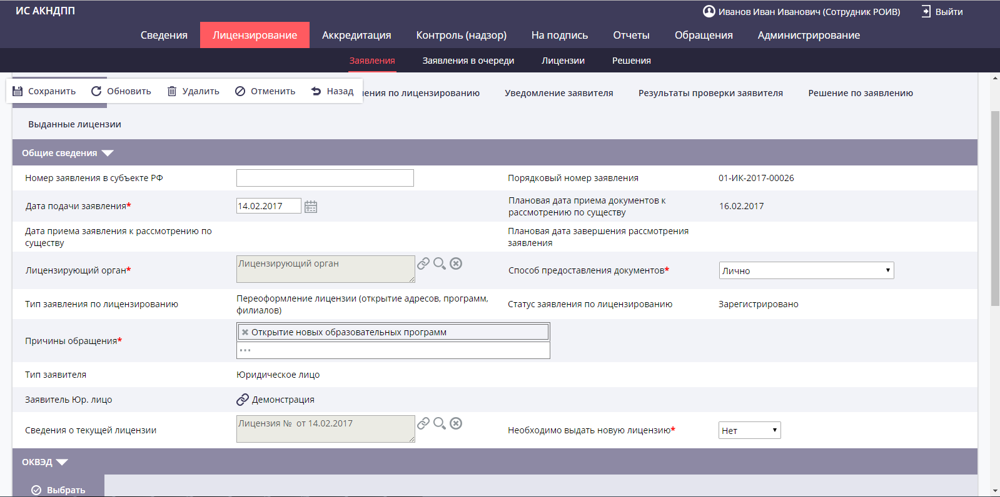 ИС АКНДПП
Иванов Иван Иванович (Сотрудник РОИВ)
Выйти
Сведения
Лицензирование
Аккредитация
Контроль (надзор)
На подпись
Отчеты
Обращения
Администрирование
Заявления
Заявления в очереди
Лицензии
Решения
Сохранить
Обновить
Удалить
Отменить
Назад
по лицензированию
Уведомление заявителя
Результаты проверки заявителя
Решение по заявлению
Выданные лицензии
Общие сведения
Номер заявления в субъекте РФ
Порядковый номер заявления
01-ИК-2017-00026
Дата подачи заявления*
14.02.2017
Плановая дата приема документов к
рассмотрению по существу
16.02.2017
Дата приема заявления к рассмотрению по
существу
Плановая дата завершения рассмотрения
заявления
Лицензирующий орган*
Лицензирующий орган
Способ предоставления документов*
Лично
Тип заявления по лицензированию
Переоформление лицензии (открытие адресов, программ,
филиалов)
Статус заявления по лицензированию
Зарегистрировано
Причины обращения*
Открытие новых образовательных программ
...
Тип заявителя
Юридическое лицо
Заявитель Юр. лицо
Демонстрация
Сведения о текущей лицензии
Лицензия № от 14.02.2017
Необходимо выдать новую лицензию*
Нет
ОКВЭД
Выбрать